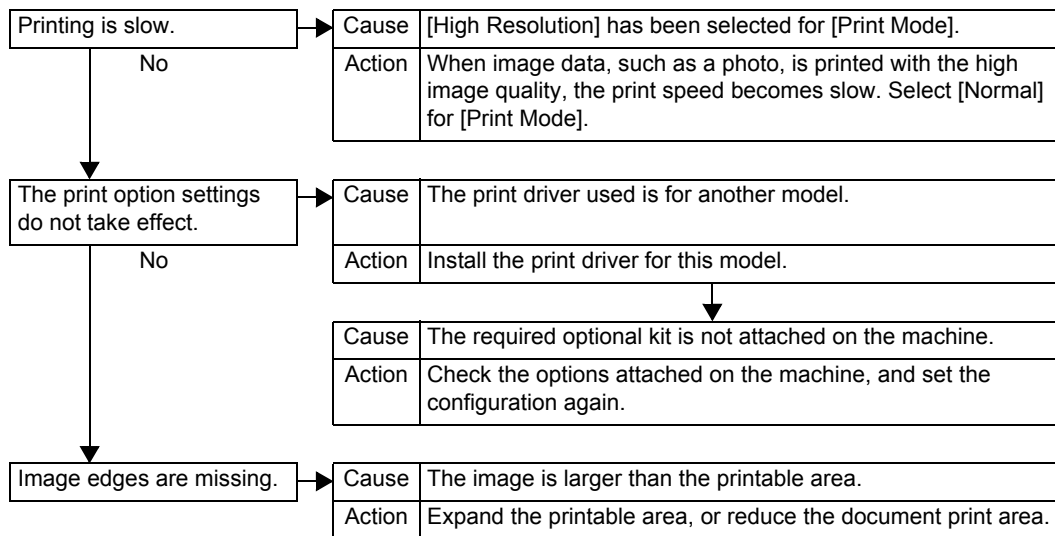 Printing is slow.
Cause [High Resolution] has been selected for [Print Mode].
No
Action When image data, such as a photo, is printed with the high
image quality, the print speed becomes slow. Select [Normal]
for [Print Mode].
The print option settings
do not take effect.
Cause The print driver used is for another model.
No
Action Install the print driver for this model.
Cause The required optional kit is not attached on the machine.
Action Check the options attached on the machine, and set the
configuration again.
Image edges are missing.
Cause The image is larger than the printable area.
Action Expand the printable area, or reduce the document print area.